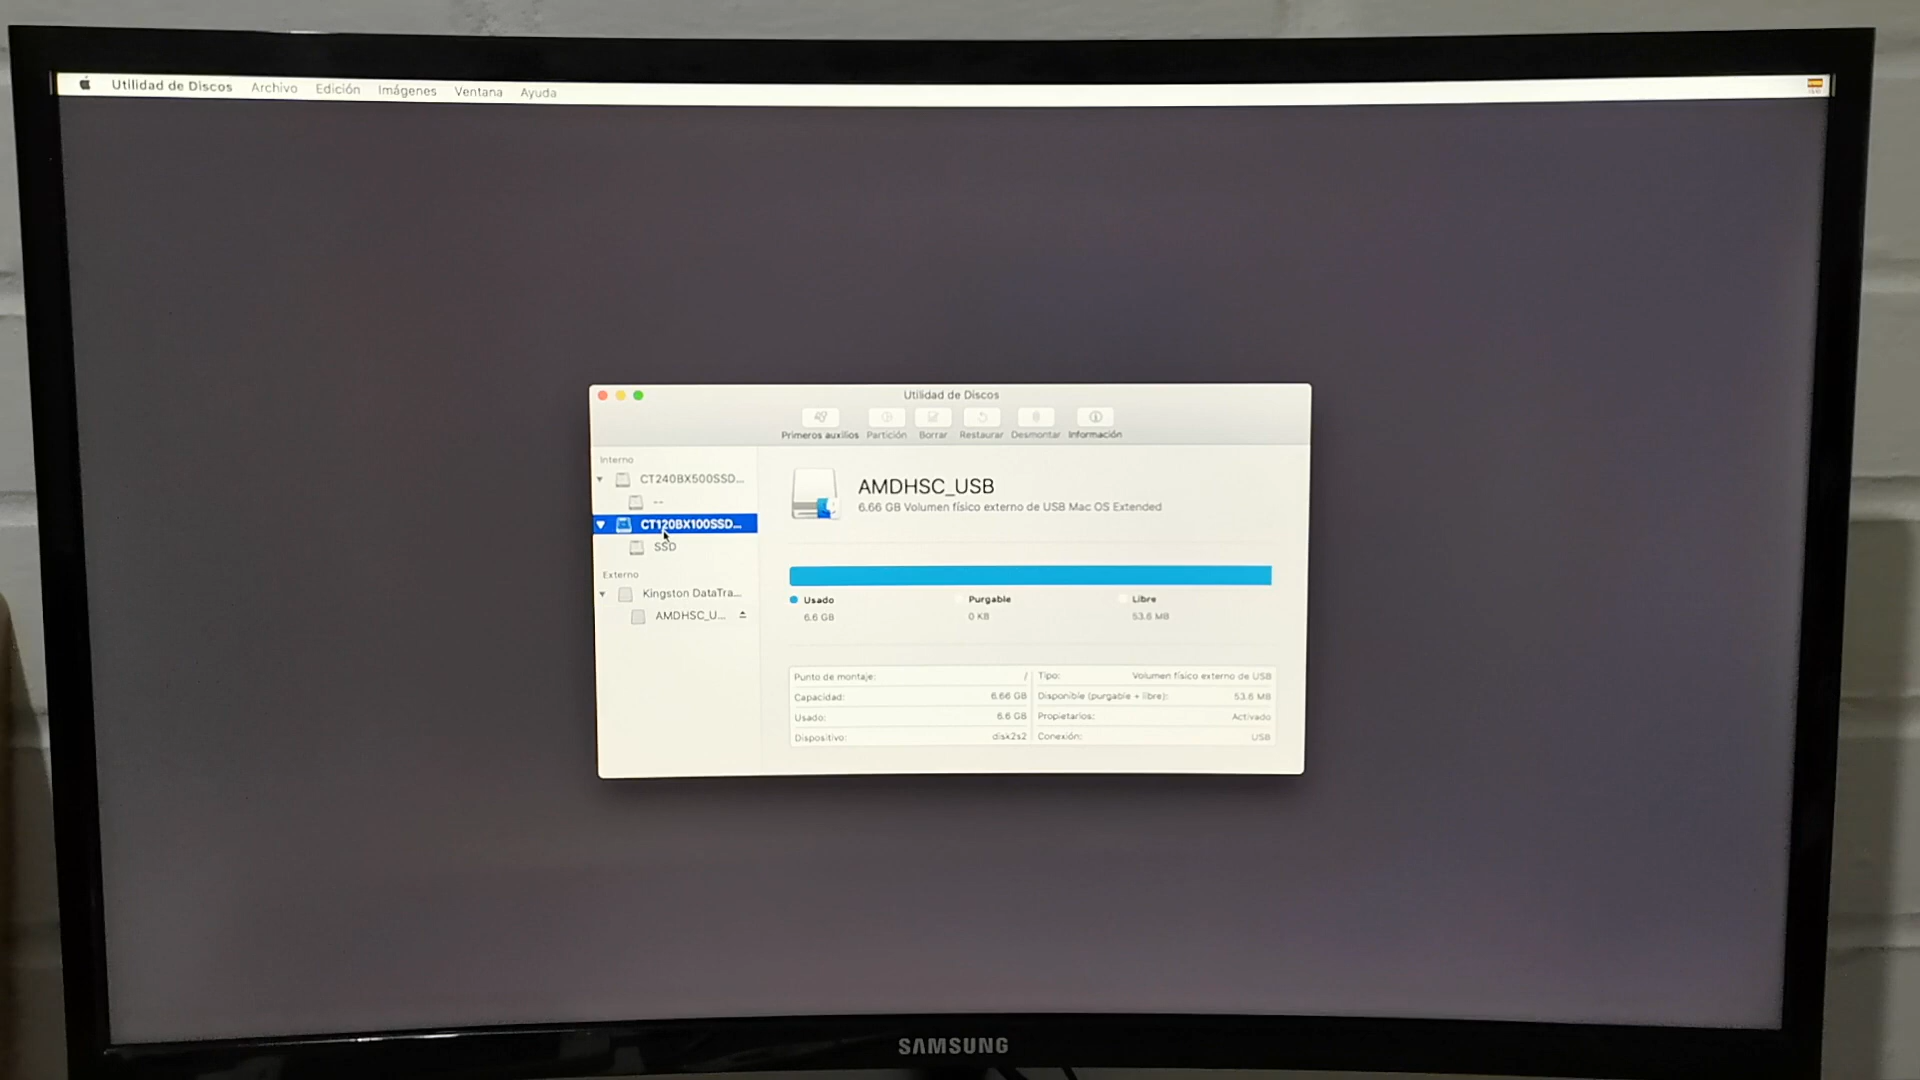 Utilidad de Discos Archivo Edición Imágenes Ventana Ayuda
Utilidad de Discos
Primeros auxilios Partición Borrar Restaurar Desmontar Información
Interno
CT240BX500SSD...
--
CT120BX100SSD...
SSD
Externo
Kingston DataTra...
AMDHSC_U...
AMDHSC_USB
6.66 GB Volumen físico externo de USB Mac OS Extended
Usado Purgable Libre
6.6 GB 0 KB 53.6 MB
Punto de montaje: / Tipo: Volumen físico externo de USB
Capacidad: 6.66 GB Disponible (purgable + libre): 53.6 MB
Usado: 6.6 GB Propietarios: Activado
Dispositivo: disk2s2 Conexión: USB
SAMSUNG